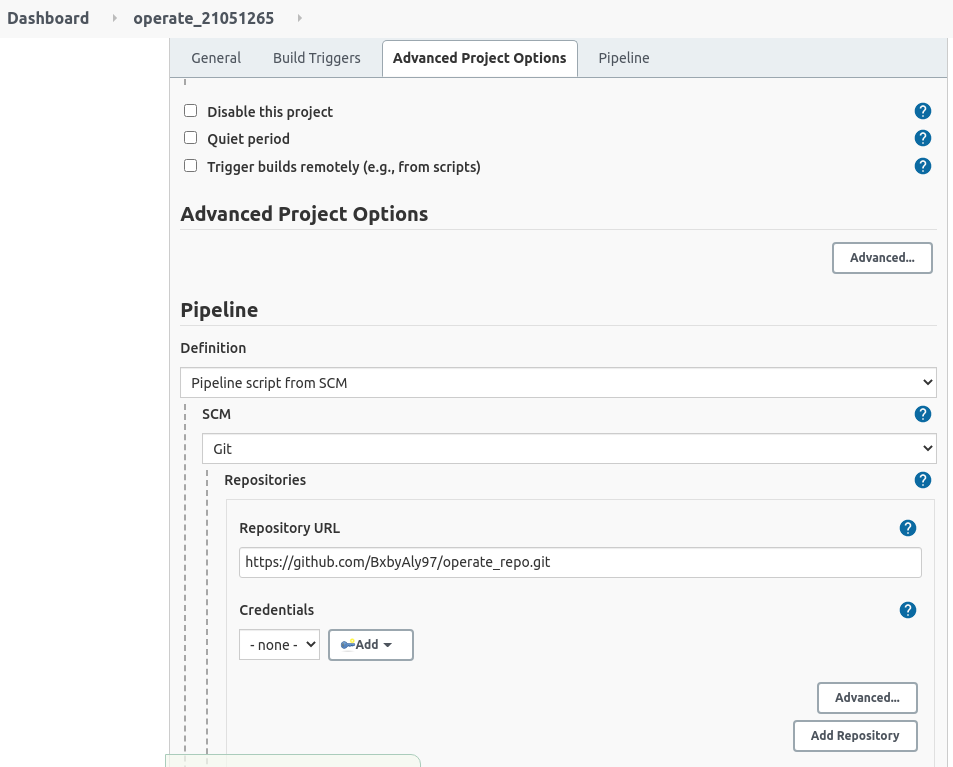 Dashboard operate_21051265
General Build Triggers Advanced Project Options Pipeline
Disable this project ?
Quiet period ?
Trigger builds remotely (e.g., from scripts) ?
Advanced Project Options
Advanced...
Pipeline
Definition
Pipeline script from SCM
SCM ?
Git
Repositories ?
Repository URL ?
https://github.com/BxbyAly97/operate_repo.git
Credentials ?
- none - Add
Advanced...
Add Repository